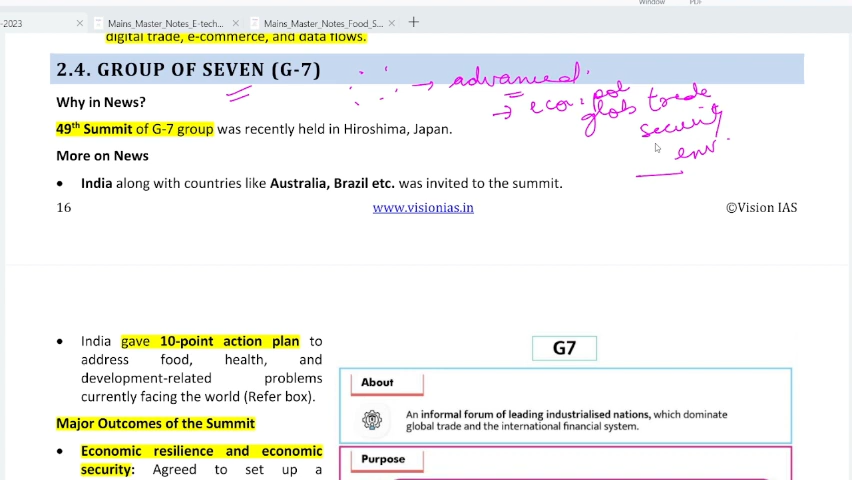 Window PDF
-2023 Mains_Master_Notes_E-tech... Mains_Master_Notes_Food_S...
digital trade, e-commerce, and data flows.
2.4. GROUP OF SEVEN (G-7)
→ advanced
→ eco. pol
glob trade
security
env
Why in News?
49th Summit of G-7 group was recently held in Hiroshima, Japan.
More on News
• India along with countries like Australia, Brazil etc. was invited to the summit.
16 www.visionias.in ©Vision IAS
• India gave 10-point action plan to
address food, health, and
development-related problems
currently facing the world (Refer box).
Major Outcomes of the Summit
• Economic resilience and economic
security: Agreed to set up a
G7
About
An informal forum of leading industrialised nations, which dominate
global trade and the international financial system.
Purpose